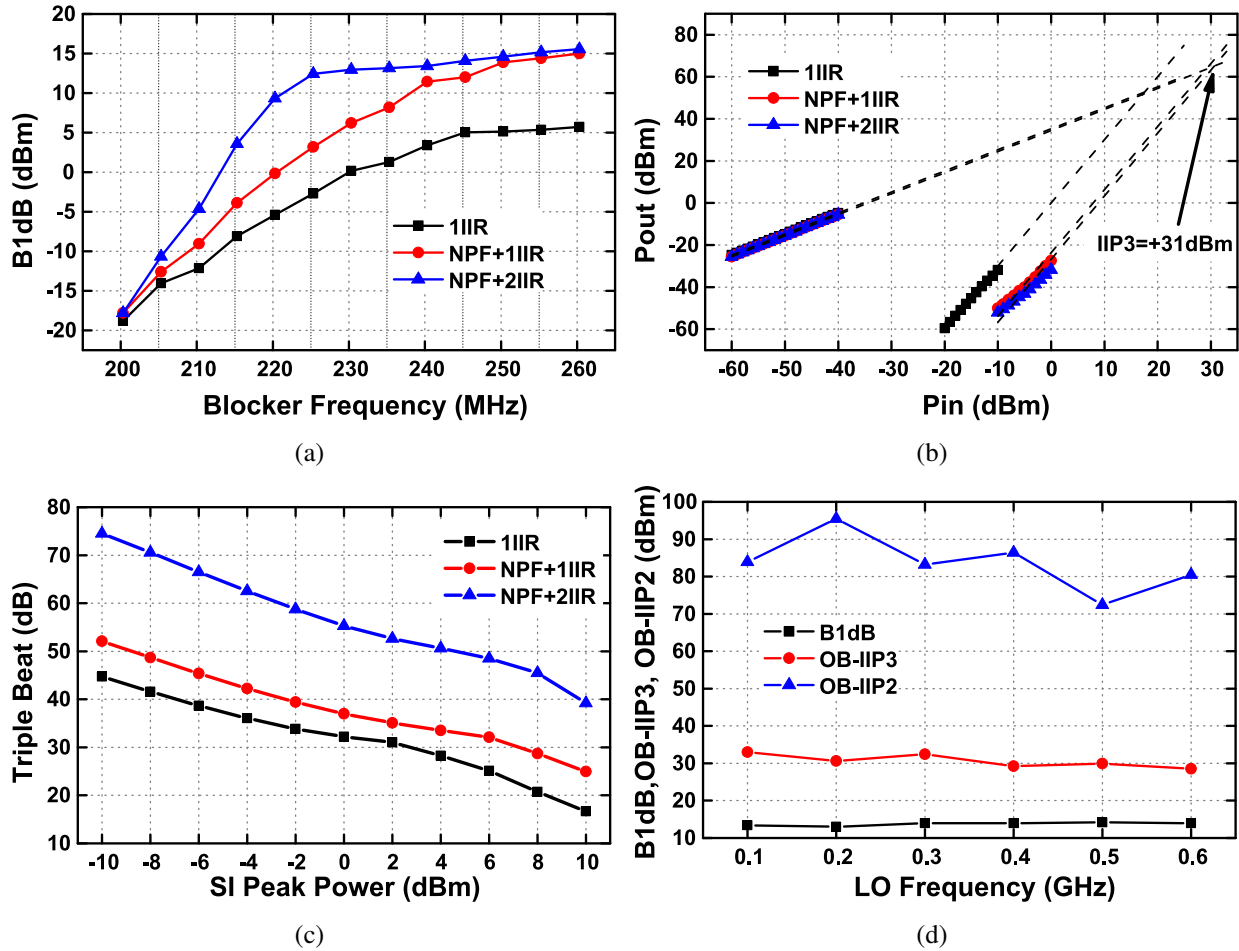 B1dB (dBm)
20
15
10
5
0
-5
-10
-15
-20
1IIR
NPF+1IIR
NPF+2IIR
200 210 220 230 240 250 260
Blocker Frequency (MHz)
(a)
Pout (dBm)
80
60
40
20
0
-20
-40
-60
1IIR
NPF+1IIR
NPF+2IIR
IIP3=+31dBm
-60 -50 -40 -30 -20 -10 0 10 20 30
Pin (dBm)
(b)
Triple Beat (dB)
80
70
60
50
40
30
20
10
1IIR
NPF+1IIR
NPF+2IIR
-10 -8 -6 -4 -2 0 2 4 6 8 10
SI Peak Power (dBm)
(c)
B1dB,OB-IIP3, OB-IIP2 (dBm)
100
90
80
70
60
50
40
30
20
10
B1dB
OB-IIP3
OB-IIP2
0.1 0.2 0.3 0.4 0.5 0.6
LO Frequency (GHz)
(d)